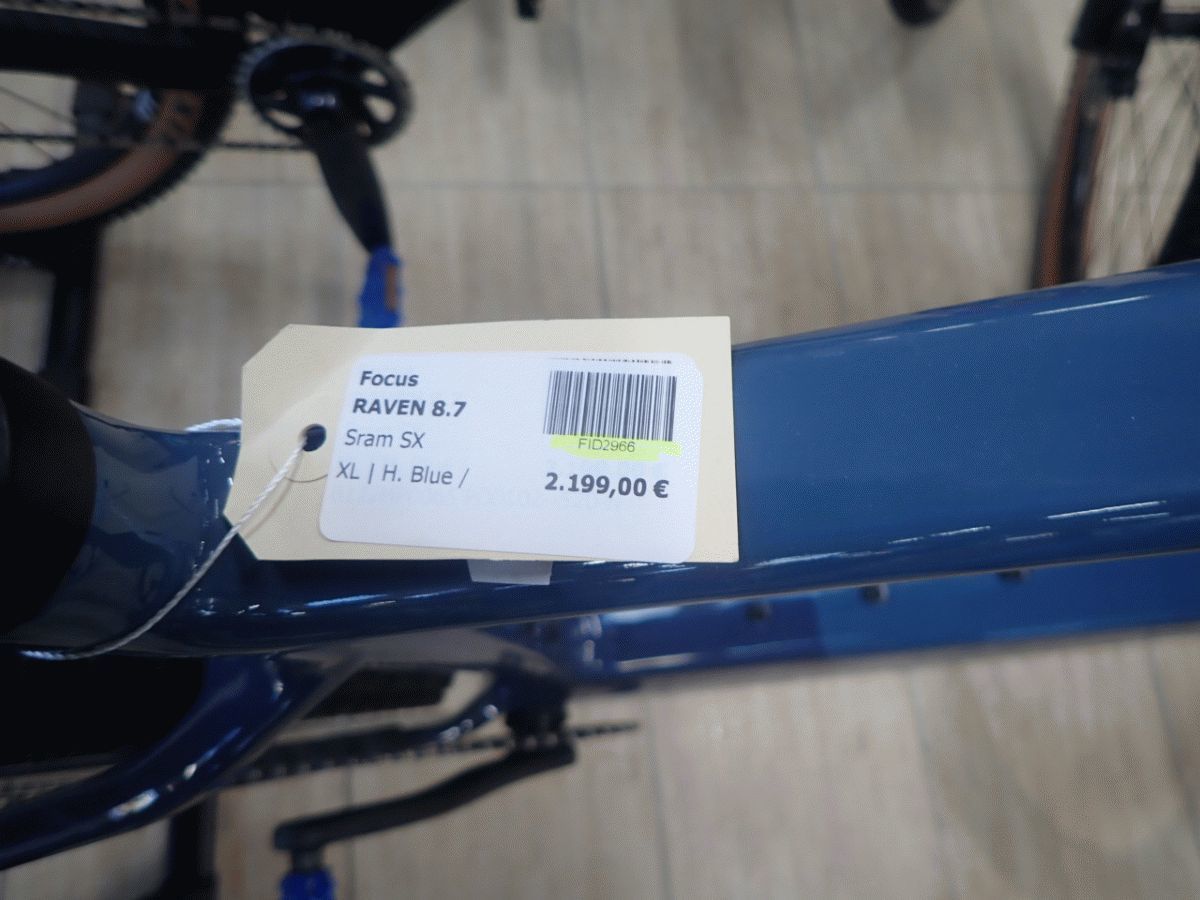 Focus
RAVEN 8.7
Sram SX
XL | H. Blue /
FID2966
2.199,00 €